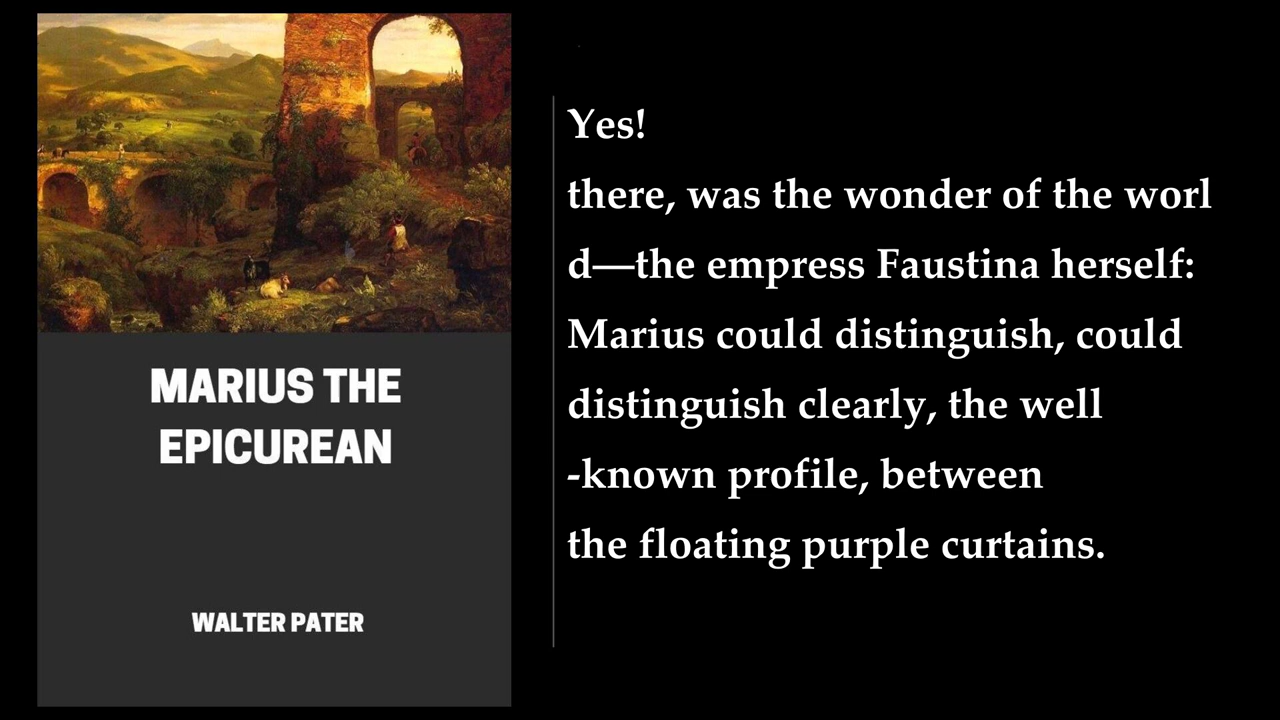 MARIUS THE
EPICUREAN
WALTER PATER
Yes!
there, was the wonder of the worl
d—the empress Faustina herself:
Marius could distinguish, could
distinguish clearly, the well
-known profile, between
the floating purple curtains.